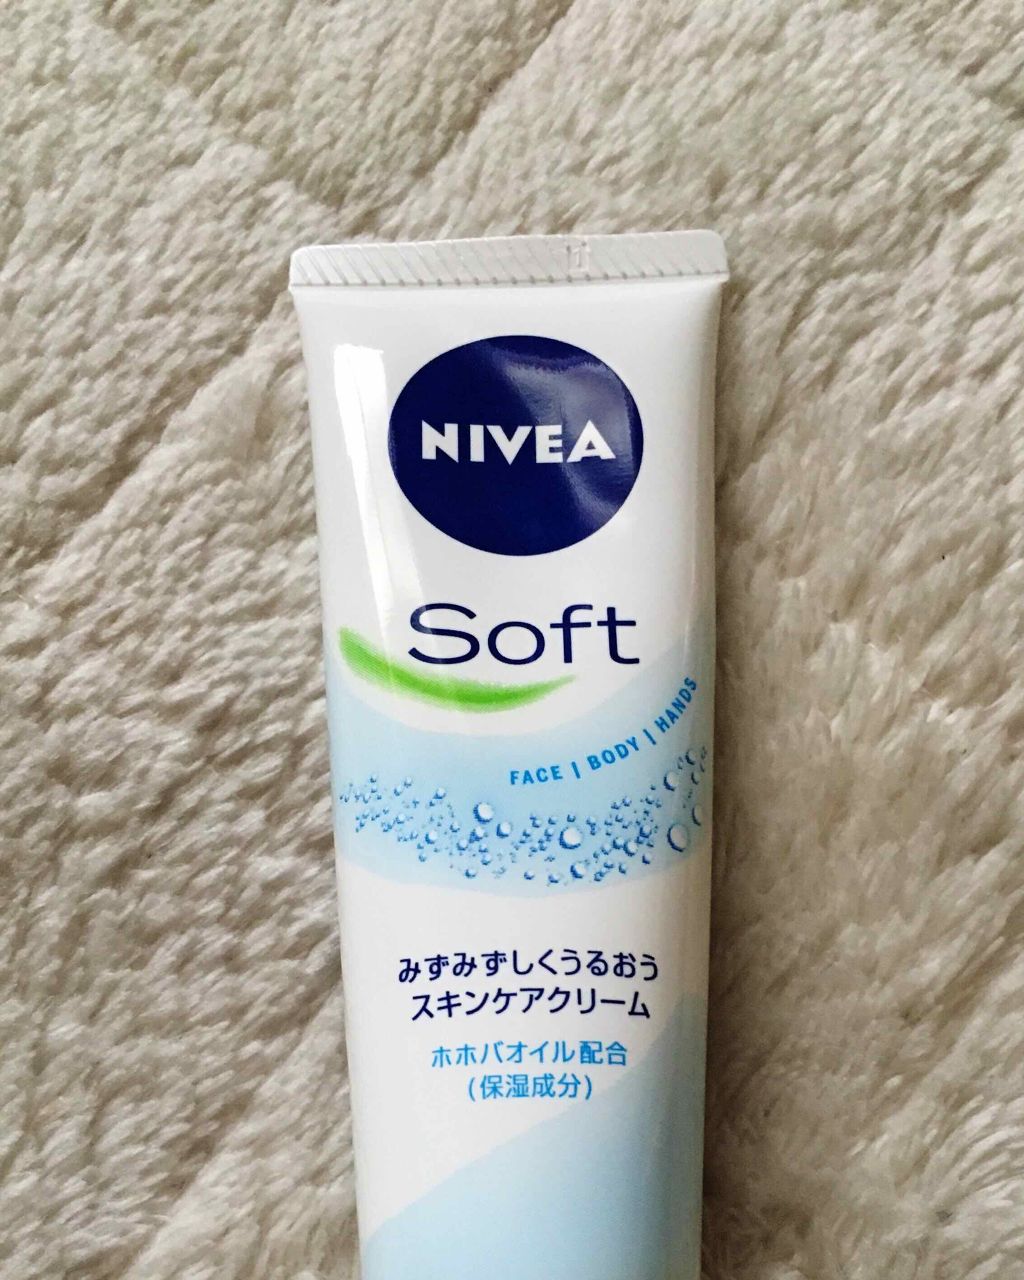 NIVEA
Soft
FACE | BODY | HANDS
みずみずしくうるおう
スキンケアクリーム
ホホバオイル配合
(保湿成分)